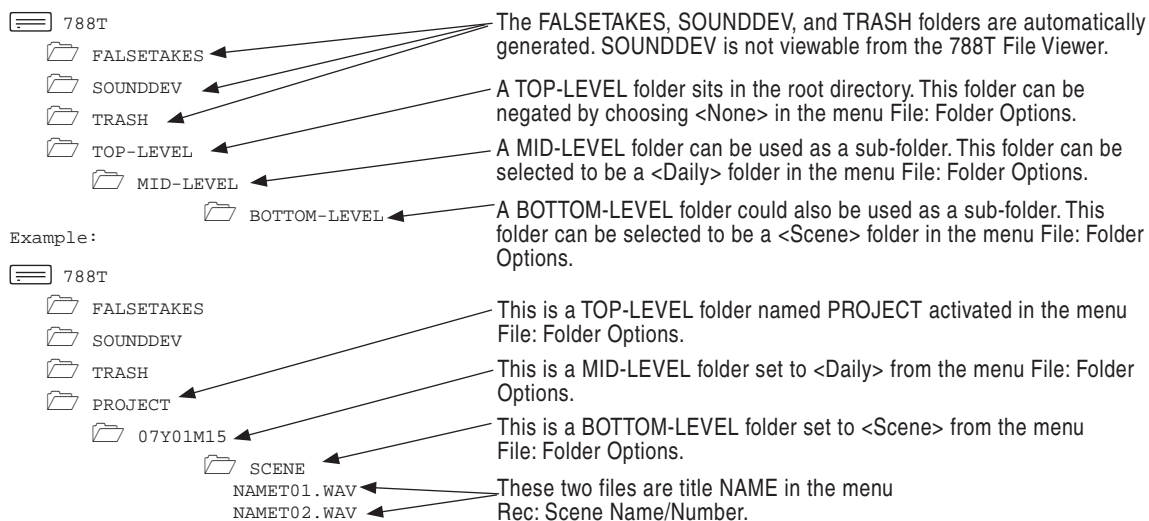 788T
FALSETAKES
SOUNDDEV
TRASH
TOP-LEVEL
MID-LEVEL
BOTTOM-LEVEL
The FALSETAKES, SOUNDDEV, and TRASH folders are automatically
generated. SOUNDDEV is not viewable from the 788T File Viewer.
A TOP-LEVEL folder sits in the root directory. This folder can be
negated by choosing <None> in the menu File: Folder Options.
A MID-LEVEL folder can be used as a sub-folder. This folder can be
selected to be a <Daily> folder in the menu File: Folder Options.
A BOTTOM-LEVEL folder could also be used as a sub-folder. This
folder can be selected to be a <Scene> folder in the menu File: Folder
Options.
Example:
788T
FALSETAKES
SOUNDDEV
TRASH
PROJECT
07Y01M15
SCENE
NAMET01.WAV
NAMET02.WAV
This is a TOP-LEVEL folder named PROJECT activated in the menu
File: Folder Options.
This is a MID-LEVEL folder set to <Daily> from the menu File: Folder
Options.
This is a BOTTOM-LEVEL folder set to <Scene> from the menu
File: Folder Options.
These two files are title NAME in the menu
Rec: Scene Name/Number.